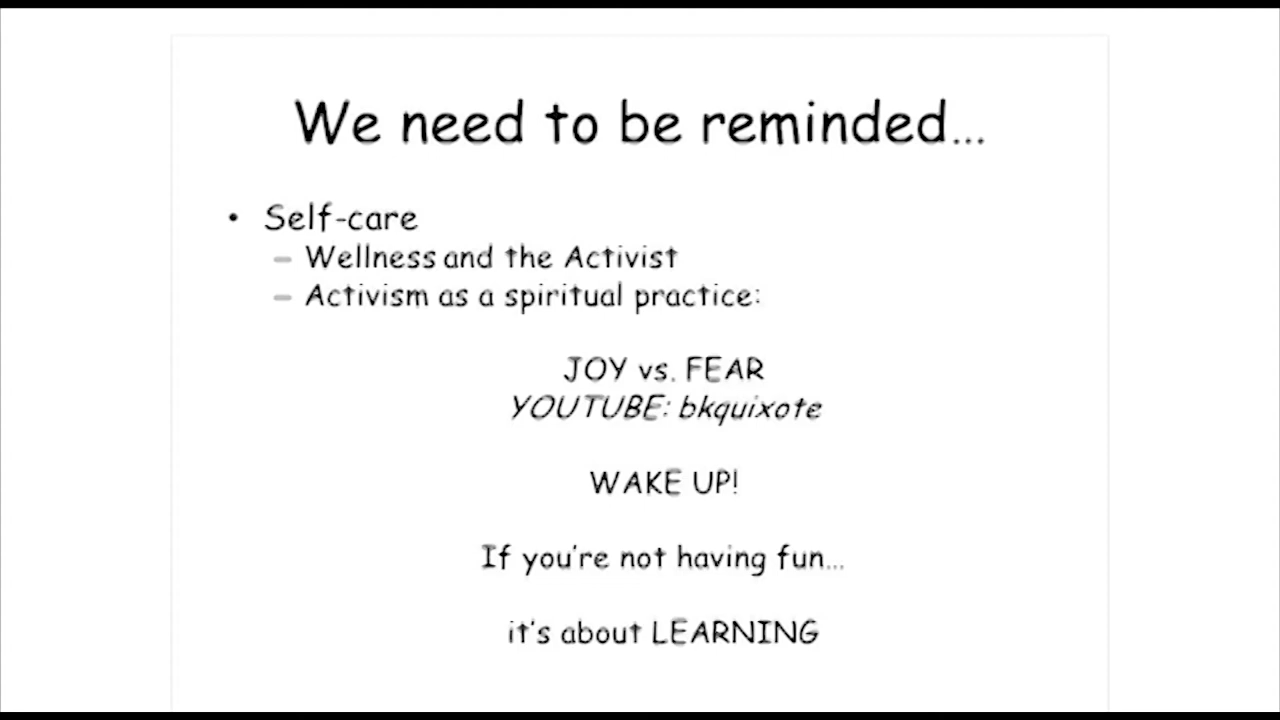 We need to be reminded...
• Self-care
– Wellness and the Activist
– Activism as a spiritual practice:
JOY vs. FEAR
YOUTUBE: bkquixote
WAKE UP!
If you're not having fun...
it's about LEARNING